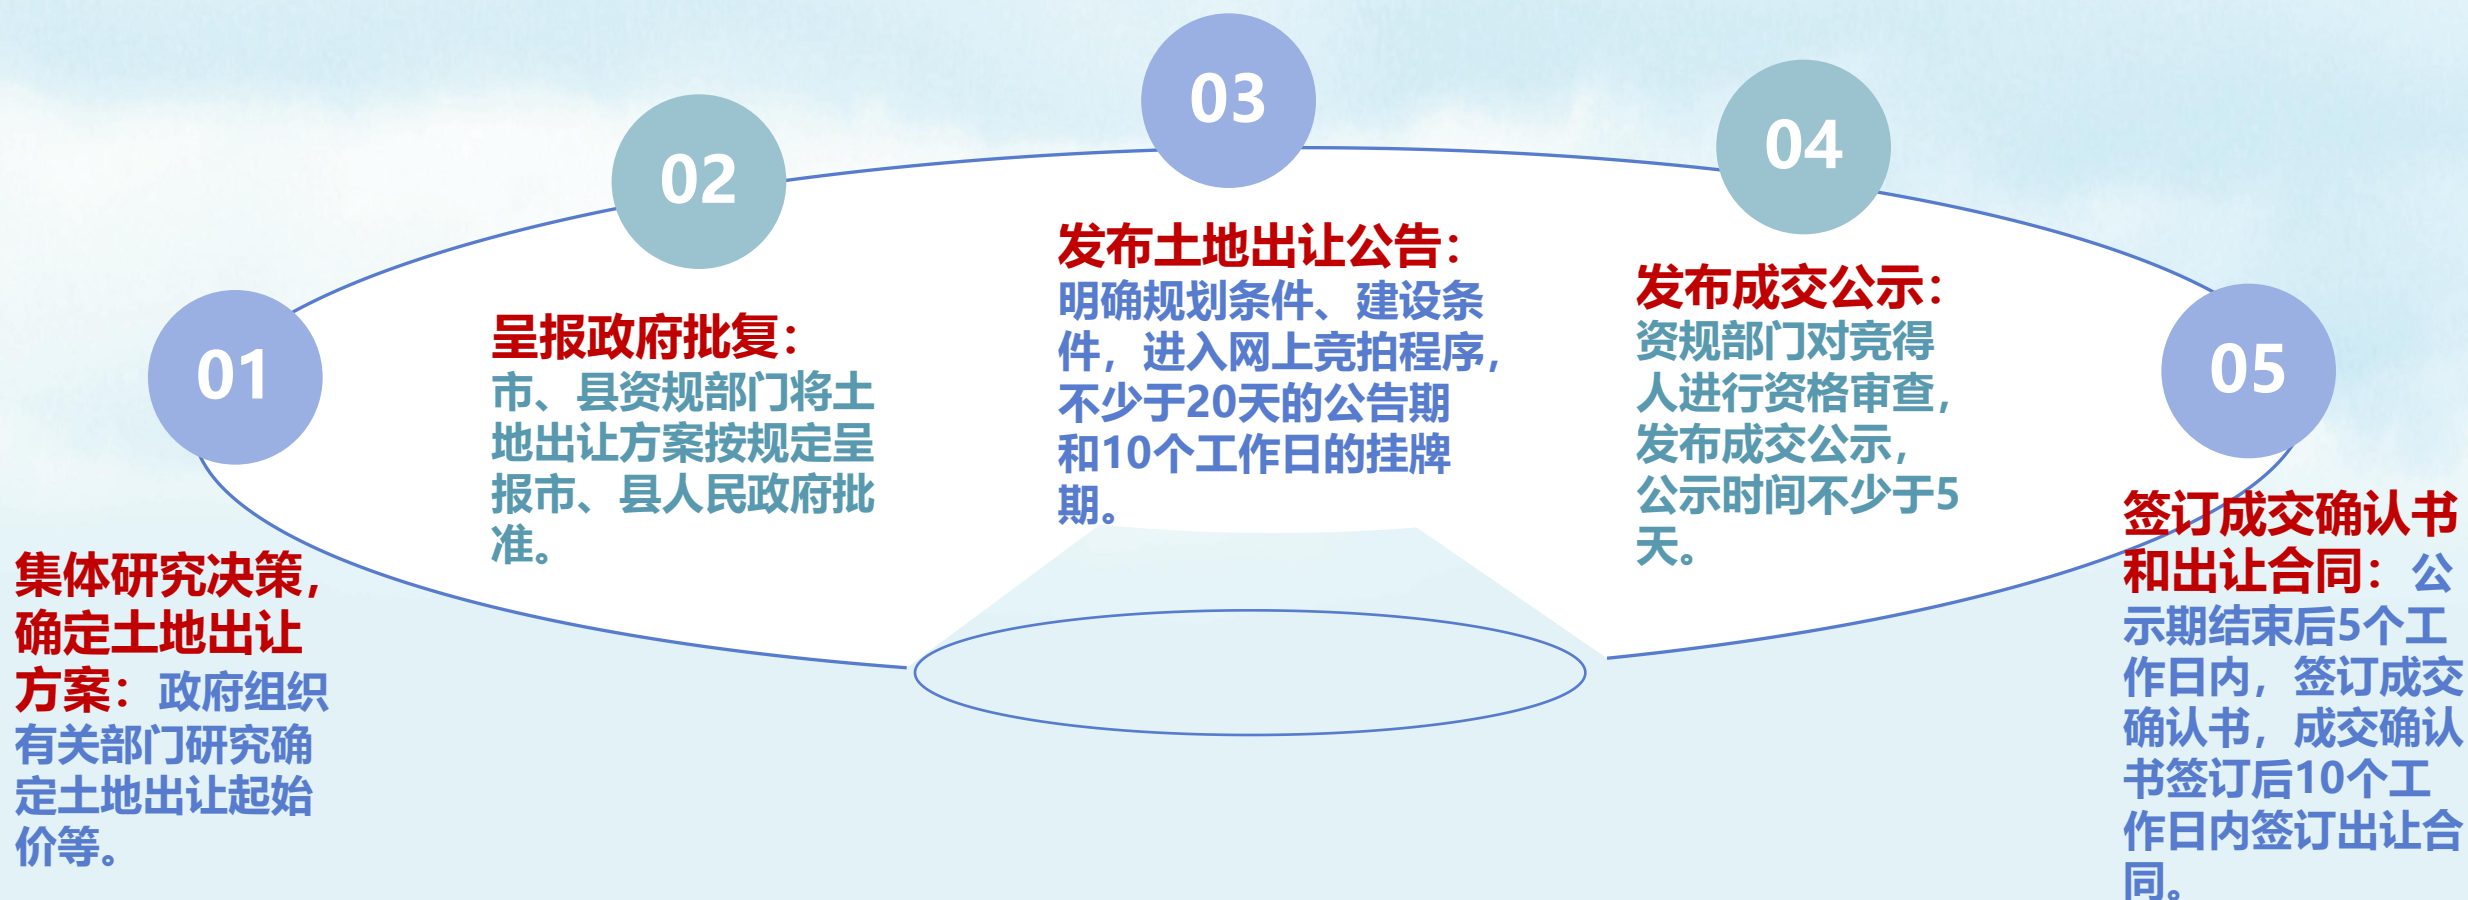 01
集体研究决策，
确定土地出让
方案：政府组织
有关部门研究确
定土地出让起始
价等。
02
呈报政府批复：
市、县资规部门将土
地出让方案按规定呈
报市、县人民政府批
准。
03
发布土地出让公告：
明确规划条件、建设条
件，进入网上竞拍程序，
不少于20天的公告期
和10个工作日的挂牌
期。
04
发布成交公示：
资规部门对竞得
人进行资格审查，
发布成交公示，
公示时间不少于5
天。
05
签订成交确认书
和出让合同：公
示期结束后5个工
作日内，签订成交
确认书，成交确认
书签订后10个工
作日内签订出让合
同。